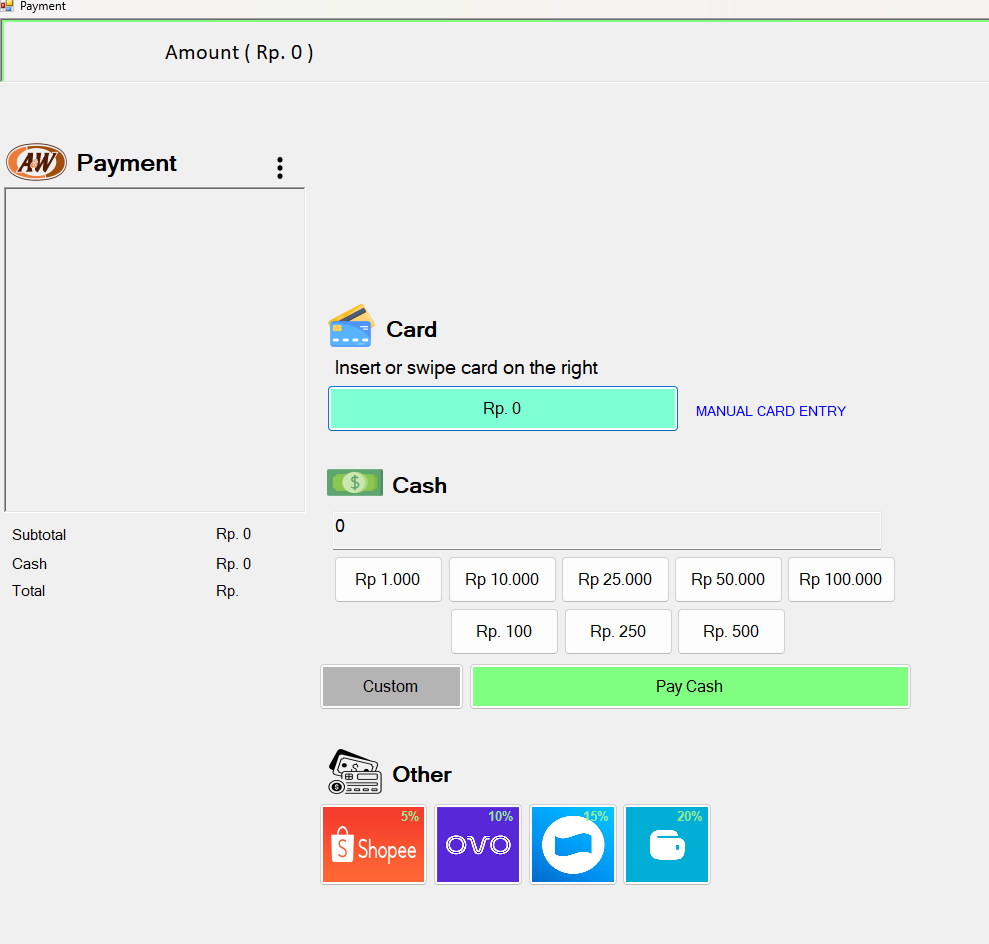 Payment
Amount ( Rp. 0 )
A&W Payment
Card
Insert or swipe card on the right
Rp. 0 MANUAL CARD ENTRY
$ Cash
0
Subtotal Rp. 0
Cash Rp. 0
Total Rp.
Rp 1.000 Rp 10.000 Rp 25.000 Rp 50.000 Rp 100.000
Rp. 100 Rp. 250 Rp. 500
Custom Pay Cash
Other
5% 10% 15% 20%
S Shopee OVO